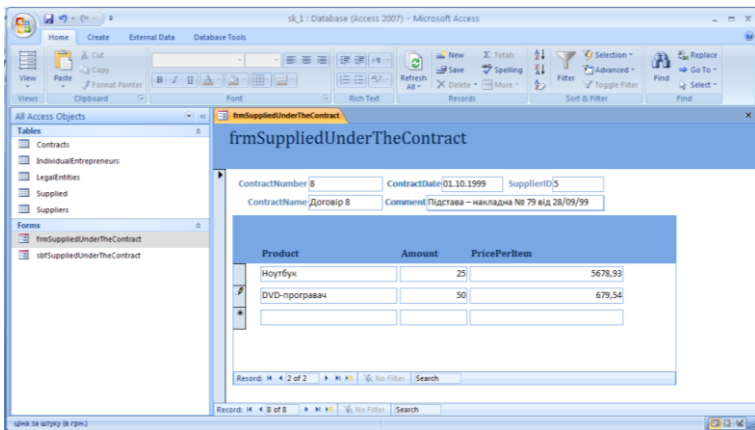 sk_1 : Database (Access 2007) - Microsoft Access
Home Create External Data Database Tools
View
Views
Paste
Cut
Copy
Format Painter
Clipboard
B I U
Font
Rich Text
Refresh All
New
Save
Delete
Totals
Spelling
More
Records
Filter
Selection
Advanced
Toggle Filter
Sort & Filter
Find
Replace
Go To
Select
Find
All Access Objects
Tables
Contracts
IndividualEntrepreneurs
LegalEntities
Supplied
Suppliers
Forms
frmSuppliedUnderTheContract
sbfSuppliedUnderTheContract
frmSuppliedUnderTheContract
frmSuppliedUnderTheContract
ContractNumber 8 ContractDate 01.10.1999 SupplierID 5
ContractName Договір 8 Comment Підстава – накладна № 79 від 28/09/99
Product Amount PricePerItem
Ноутбук 25 5678,93
DVD-програвач 50 679,54
Record: 2 of 2 No Filter Search
Record: 8 of 8 No Filter Search
ціна за штуку (в грн.)